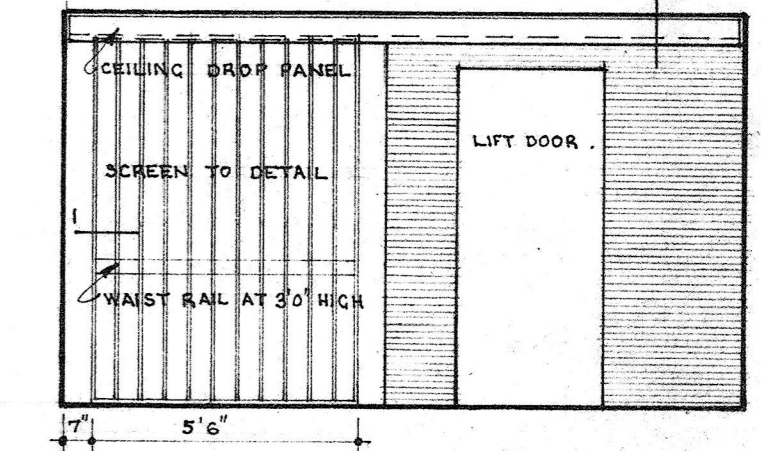 CEILING DROP PANEL
LIFT DOOR .
SCREEN TO DETAIL
1
WAIST RAIL AT 3'0" HIGH
7" 5'6"